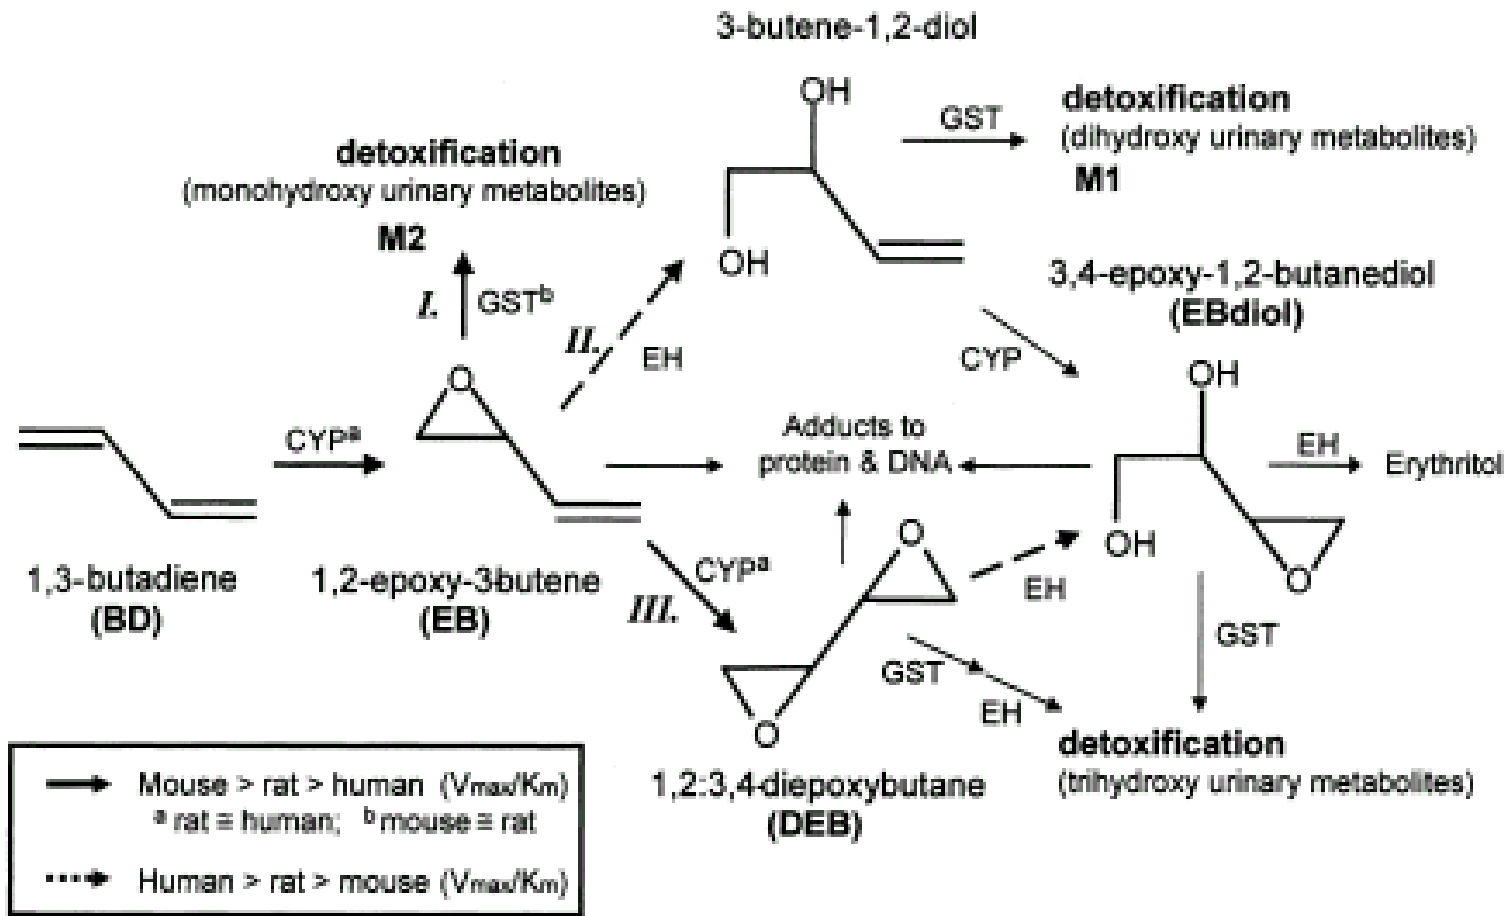 3-butene-1,2-diol
OH
OH
GST
detoxification
(dihydroxy urinary metabolites)
M1
detoxification
(monohydroxy urinary metabolites)
M2
I.
GSTb
II.
EH
CYP
3,4-epoxy-1,2-butanediol
(EBdiol)
OH
OH
O
EH
Erythritol
CYPa
O
Adducts to
protein & DNA
1,3-butadiene
(BD)
1,2-epoxy-3butene
(EB)
III.
CYPa
O
O
EH
GST
EH
GST
1,2:3,4-diepoxybutane
(DEB)
detoxification
(trihydroxy urinary metabolites)
Mouse > rat > human (Vmax/Km)
a rat = human; b mouse = rat
Human > rat > mouse (Vmax/Km)